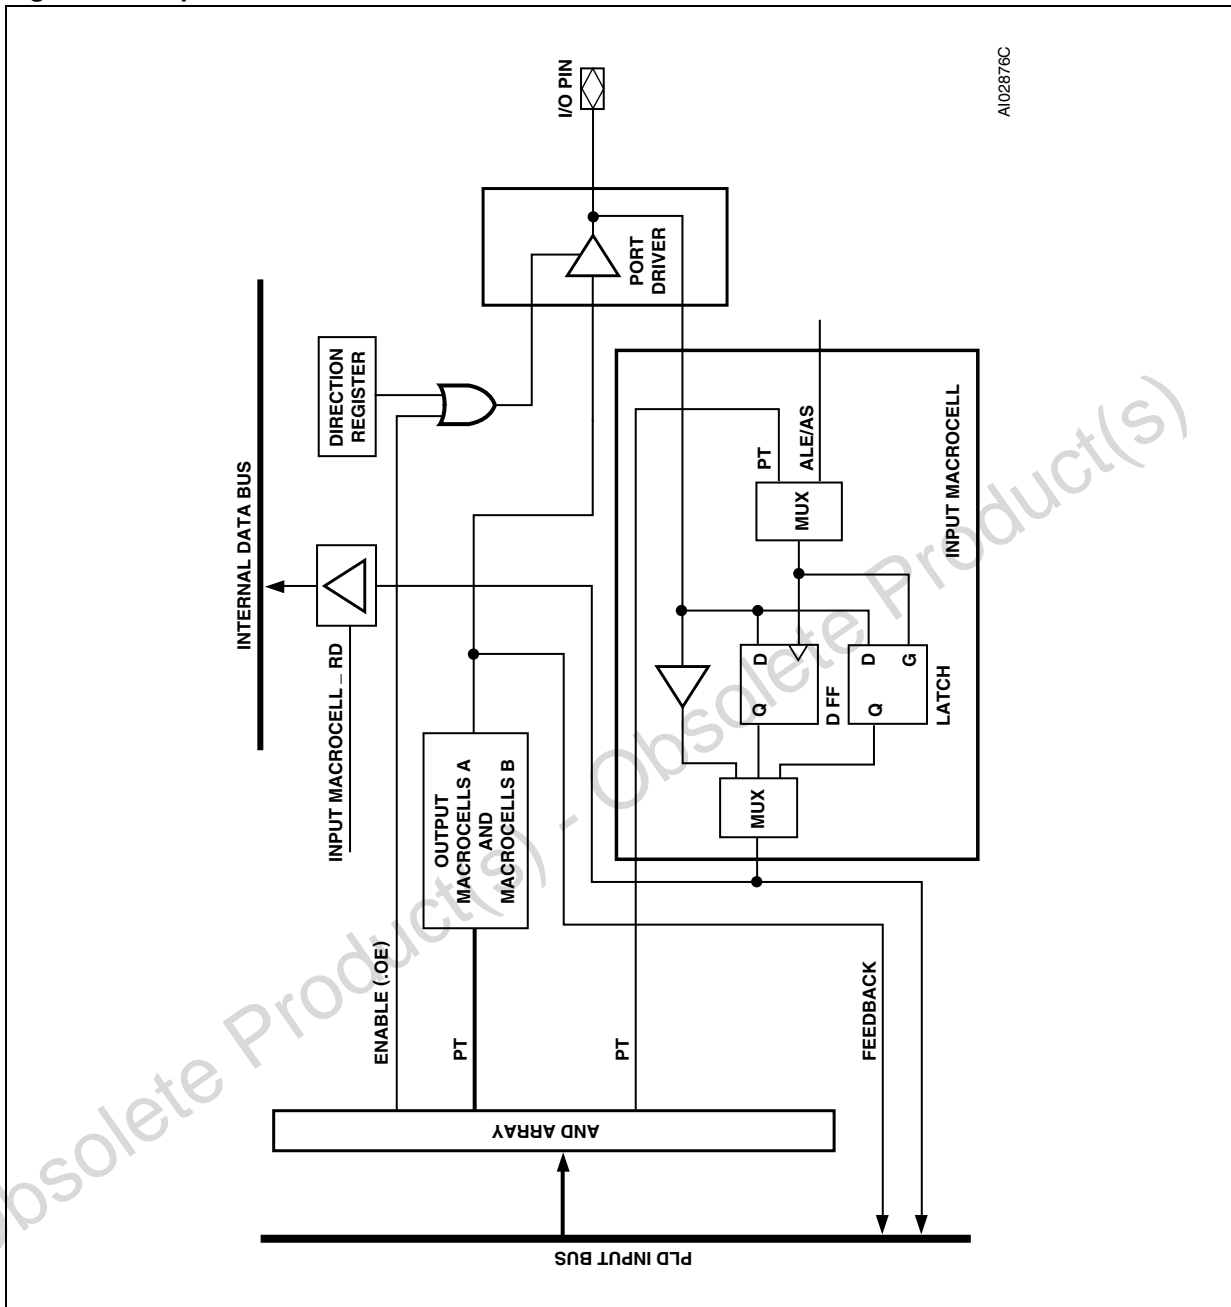 AI02876C
I/O PIN
PORT
DRIVER
DIRECTION
REGISTER
INTERNAL DATA BUS
INPUT MACROCELL_ RD
ENABLE (.OE)
OUTPUT
MACROCELLS A
AND
MACROCELLS B
PT
PT
FEEDBACK
AND ARRAY
PLD INPUT BUS
PT
ALE/AS
MUX
INPUT MACROCELL
D
Q
D FF
D
G
Q
LATCH
MUX
Obsolete Product(s) - Obsolete Product(s)